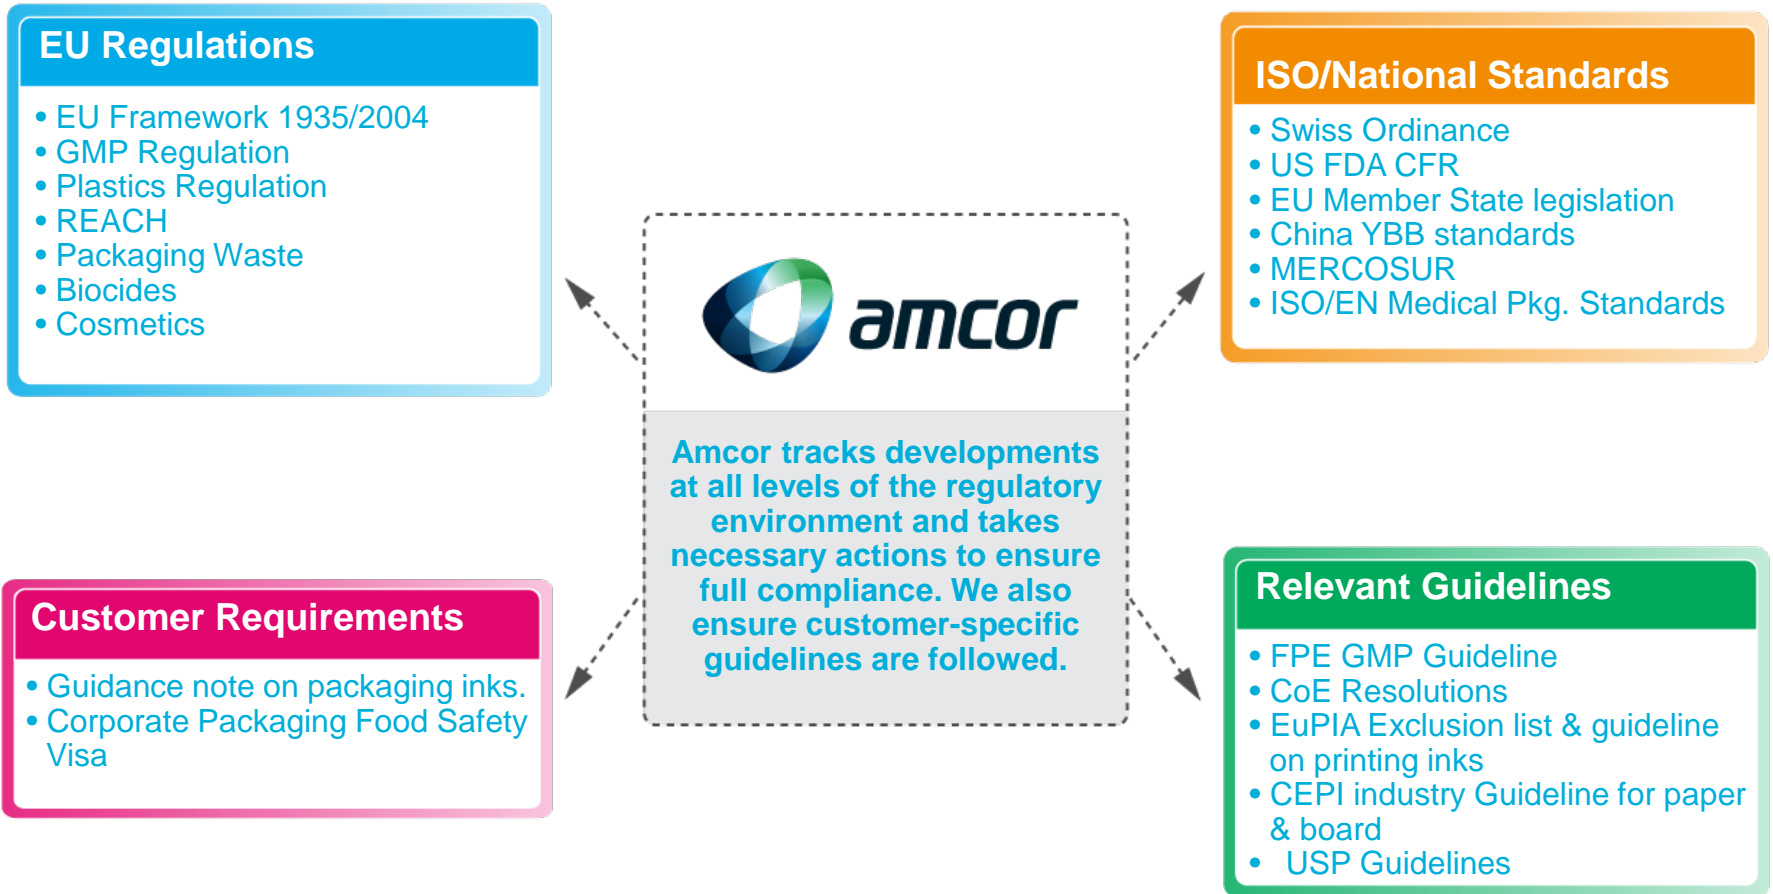 EU Regulations
• EU Framework 1935/2004
• GMP Regulation
• Plastics Regulation
• REACH
• Packaging Waste
• Biocides
• Cosmetics
ISO/National Standards
• Swiss Ordinance
• US FDA CFR
• EU Member State legislation
• China YBB standards
• MERCOSUR
• ISO/EN Medical Pkg. Standards
amcor
Amcor tracks developments
at all levels of the regulatory
environment and takes
necessary actions to ensure
full compliance. We also
ensure customer-specific
guidelines are followed.
Customer Requirements
• Guidance note on packaging inks.
• Corporate Packaging Food Safety
Visa
Relevant Guidelines
• FPE GMP Guideline
• CoE Resolutions
• EuPIA Exclusion list & guideline
on printing inks
• CEPI industry Guideline for paper
& board
• USP Guidelines